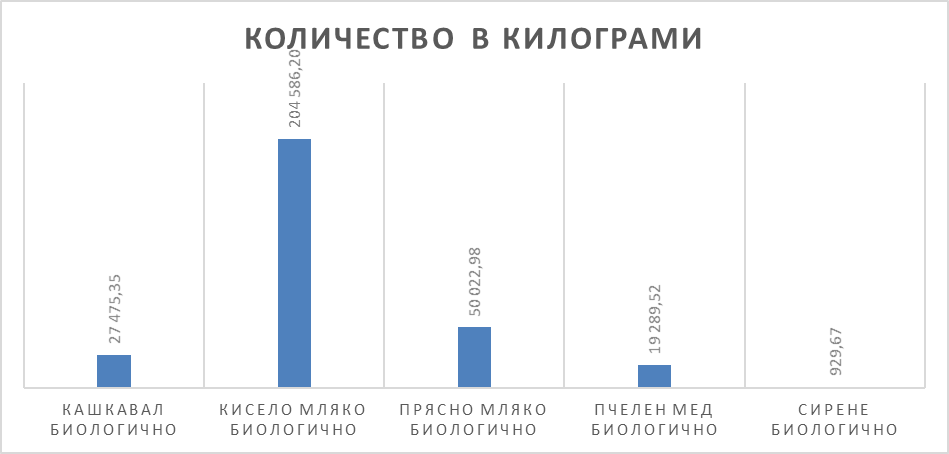 КОЛИЧЕСТВО В КИЛОГРАМИ
27 475,35
204 586,20
50 022,98
19 289,52
929,67
КАШКАВАЛ
БИОЛОГИЧНО
КИСЕЛО МЛЯКО
БИОЛОГИЧНО
ПРЯСНО МЛЯКО
БИОЛОГИЧНО
ПЧЕЛЕН МЕД
БИОЛОГИЧНО
СИРЕНЕ
БИОЛОГИЧНО